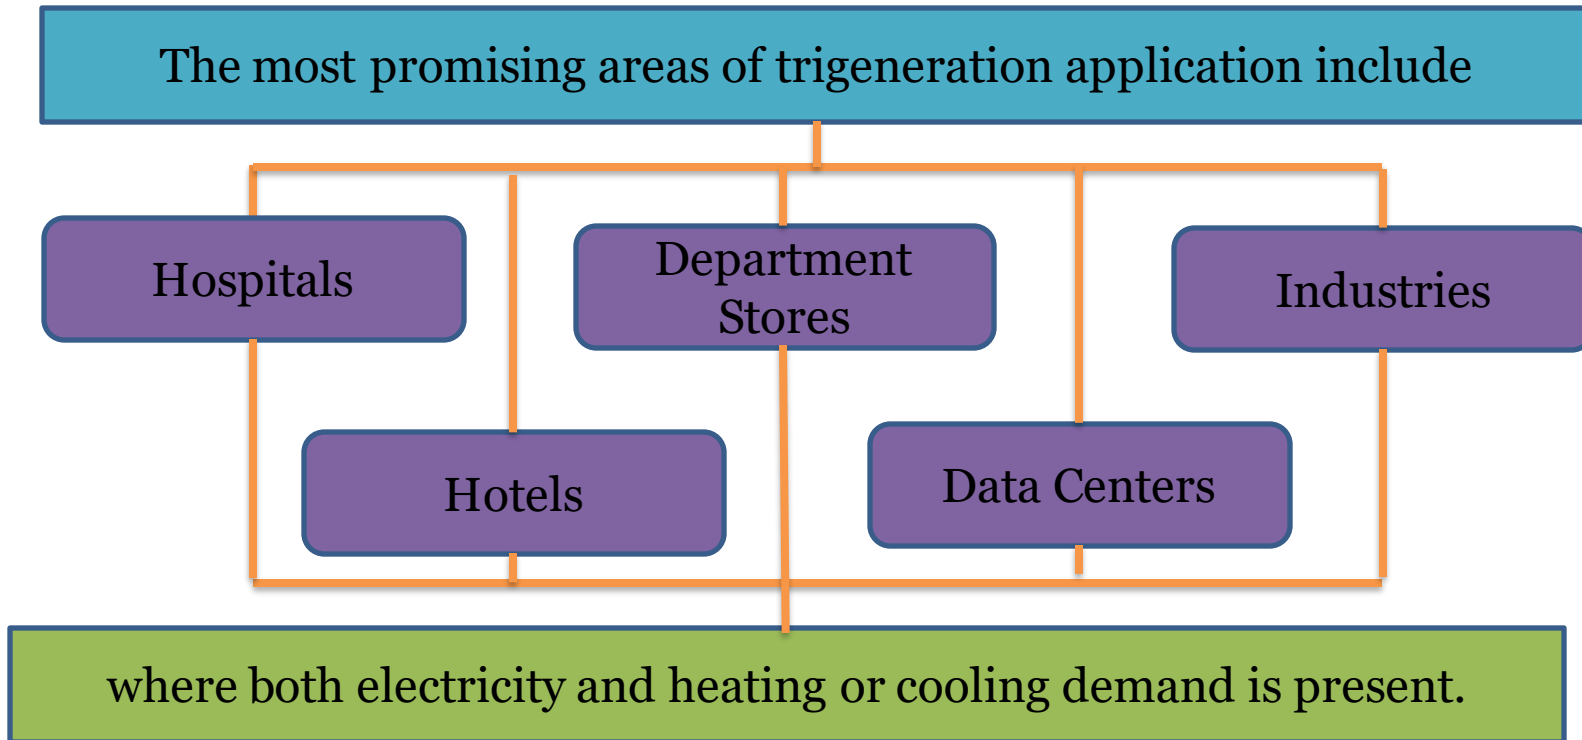 The most promising areas of trigeneration application include
Hospitals
Department
Stores
Industries
Hotels
Data Centers
where both electricity and heating or cooling demand is present.